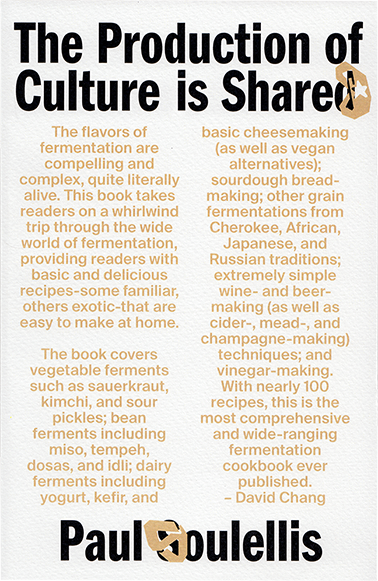 The Production of
Culture is Shared
The flavors of
fermentation are
compelling and
complex, quite literally
alive. This book takes
readers on a whirlwind
trip through the wide
world of fermentation,
providing readers with
basic and delicious
recipes-some familiar,
others exotic-that are
easy to make at home.
The book covers
vegetable ferments
such as sauerkraut,
kimchi, and sour
pickles; bean
ferments including
miso, tempeh,
dosas, and idli; dairy
ferments including
yogurt, kefir, and
basic cheesemaking
(as well as vegan
alternatives);
sourdough bread-
making; other grain
fermentations from
Cherokee, African,
Japanese, and
Russian traditions;
extremely simple
wine- and beer-
making (as well as
cider-, mead-, and
champagne-making)
techniques; and
vinegar-making.
With nearly 100
recipes, this is the
most comprehensive
and wide-ranging
fermentation
cookbook ever
published.
– David Chang
Paul Soulellis